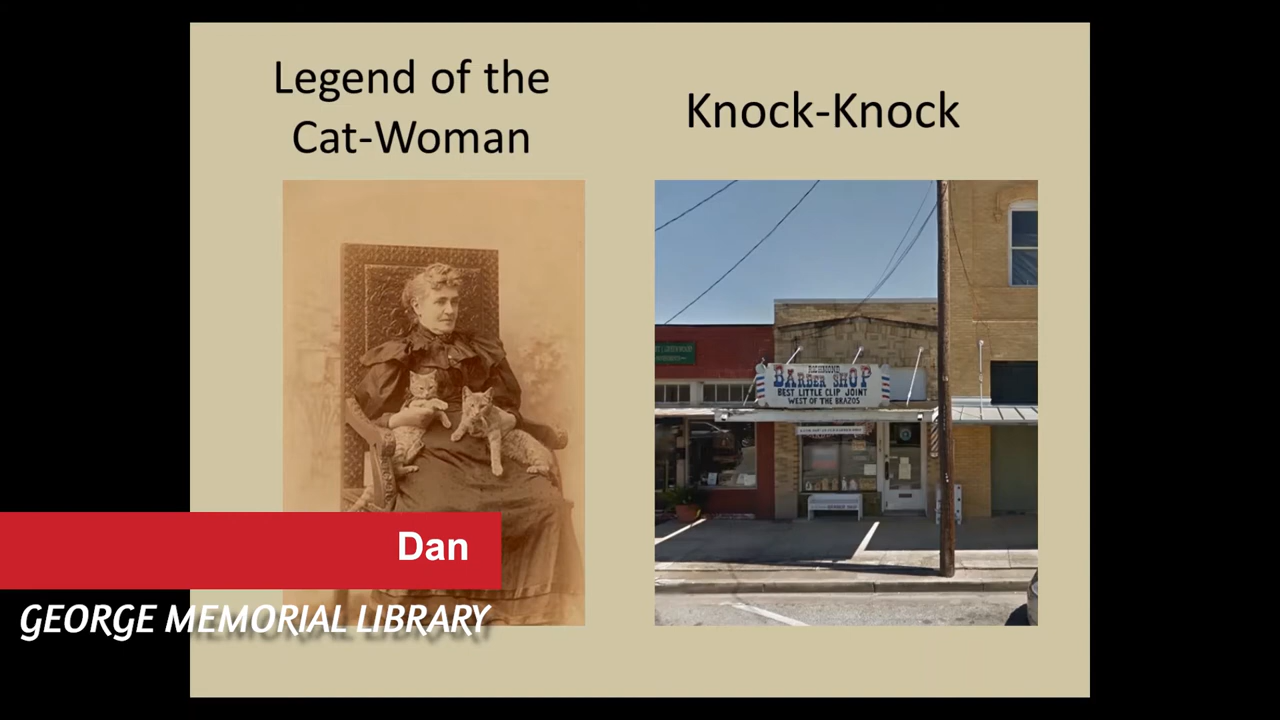 Legend of the
Cat-Woman
Knock-Knock
RICHMOND
BARBER SHOP
BEST LITTLE CLIP JOINT
WEST OF THE BRAZOS
Dan
GEORGE MEMORIAL LIBRARY